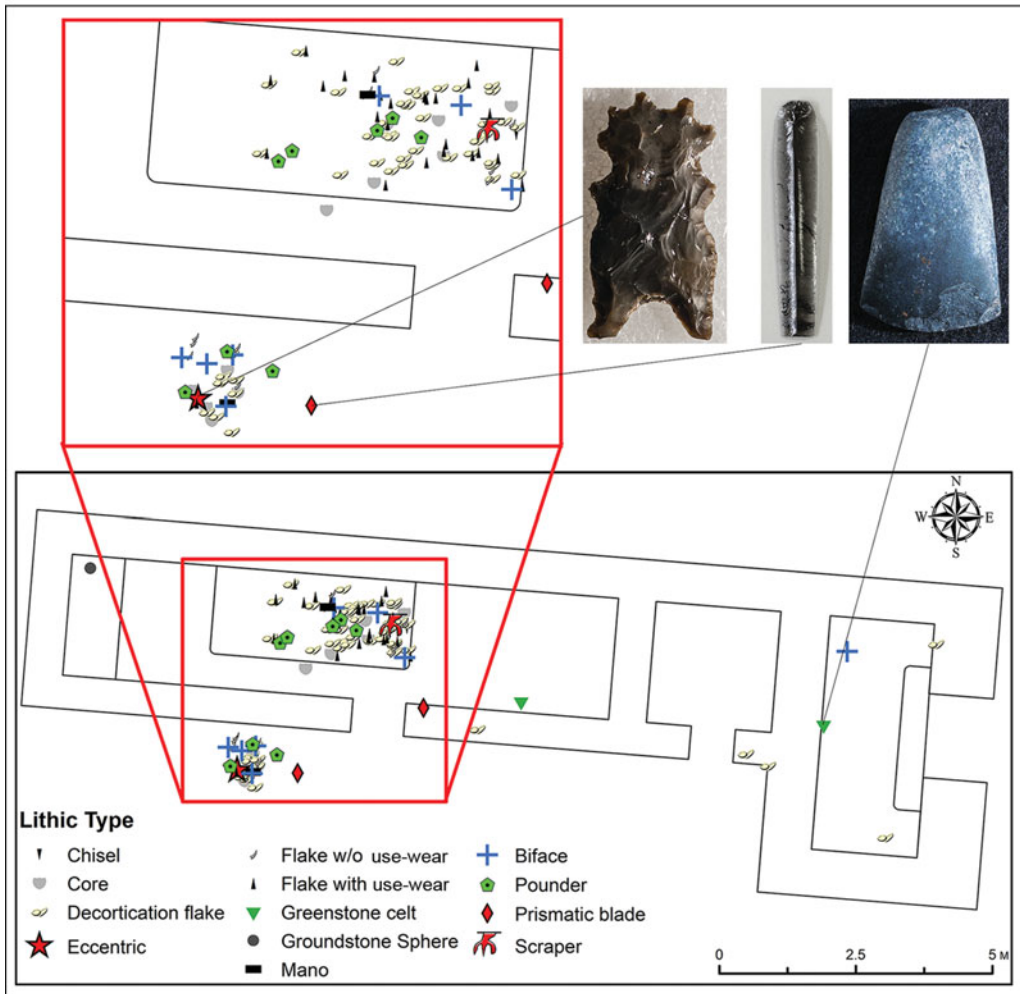 N
W E
S
Lithic Type
Chisel
Core
Decortication flake
Eccentric
Flake w/o use-wear
Flake with use-wear
Greenstone celt
Groundstone Sphere
Mano
Biface
Pounder
Prismatic blade
Scraper
0 2.5 5 M